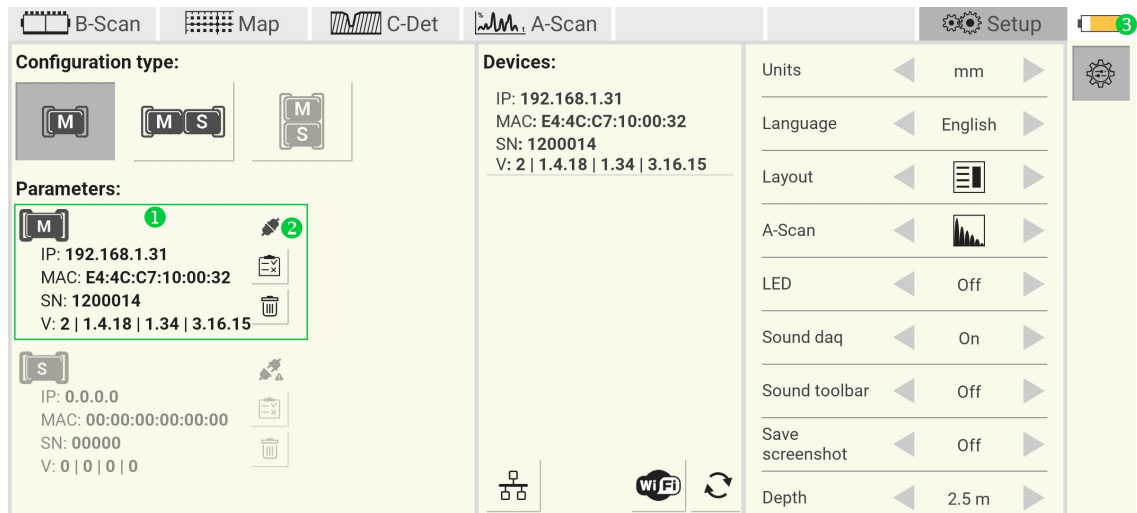 B-Scan
Map
C-Det
A-Scan
Setup
3
Configuration type:
M
M S
M
S
Parameters:
M
1
2
IP: 192.168.1.31
MAC: E4:4C:C7:10:00:32
SN: 1200014
V: 2 | 1.4.18 | 1.34 | 3.16.15
S
IP: 0.0.0.0
MAC: 00:00:00:00:00:00
SN: 00000
V: 0 | 0 | 0 | 0
Devices:
IP: 192.168.1.31
MAC: E4:4C:C7:10:00:32
SN: 1200014
V: 2 | 1.4.18 | 1.34 | 3.16.15
WiFi
Units mm
Language English
Layout
A-Scan
LED Off
Sound daq On
Sound toolbar Off
Save
screenshot Off
Depth 2.5 m